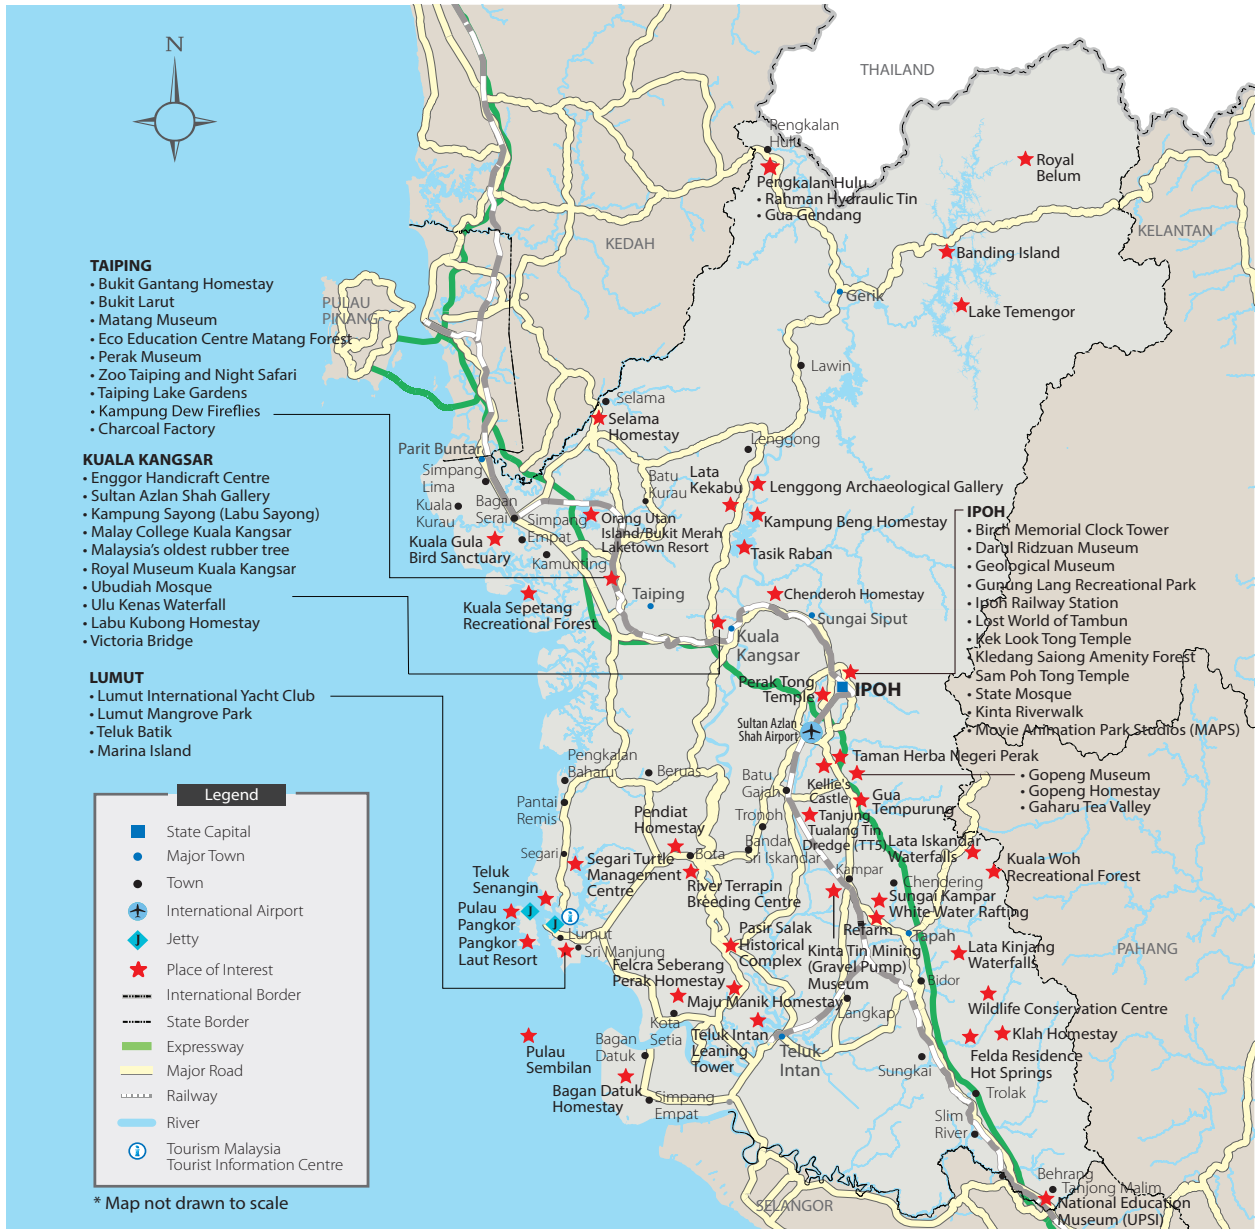 N
THAILAND
Rengkalan
Hulu
Pengkalan Hulu
• Rahman Hydraulic Tin
• Gua Gendang
Royal
Belum
KELANTAN
KEDAH
Banding Island
Gerik
Lake Temengor
PULAU
PINANG
TAIPING
• Bukit Gantang Homestay
• Bukit Larut
• Matang Museum
• Eco Education Centre Matang Forest
• Perak Museum
• Zoo Taiping and Night Safari
• Taiping Lake Gardens
• Kampung Dew Fireflies
• Charcoal Factory
KUALA KANGSAR
• Enggor Handicraft Centre
• Sultan Azlan Shah Gallery
• Kampung Sayong (Labu Sayong)
• Malay College Kuala Kangsar
• Malaysia's oldest rubber tree
• Royal Museum Kuala Kangsar
• Ubudiah Mosque
• Ulu Kenas Waterfall
• Labu Kubong Homestay
• Victoria Bridge
LUMUT
• Lumut International Yacht Club
• Lumut Mangrove Park
• Teluk Batik
• Marina Island
Lawin
Selama
Selama
Homestay
Lenggong
Parit Buntar
Simpang
Lima
Kuala
Kurau
Bagan
Serai
Simpang
Empat
Kamunting
Batu
Kurau
Lata
Kekabu
Lenggong Archaeological Gallery
Kampung Beng Homestay
Tasik Raban
Orang Utan
Island/Bukit Merah
Laketown Resort
Kuala Gula
Bird Sanctuary
Kuala Sepetang
Recreational Forest
Taiping
Chenderoh Homestay
Sungai Siput
Kuala
Kangsar
IPOH
• Birch Memorial Cock Tower
• Darul Ridzuan Museum
• Geological Museum
• Gunung Lang Recreational Park
• Ipoh Railway Station
• Lost World of Tambun
• Kek Look Tong Temple
• Kledang Saiong Amenity Forest
• Sam Poh Tong Temple
• State Mosque
• Kinta Riverwalk
• Movie Animation Park Studios (MAPS)
Perak Tong
Temple
IPOH
Sultan Azlan
Shah Airport
Taman Herba Negeri Perak
• Gopeng Museum
• Gopeng Homestay
• Gaharu Tea Valley
Pengkalan
Baharu
Beruas
Batu
Gajah
Kellie's
Castle
Gua
Tempurung
Pantai
Remis
Pendiat
Homestay
Tronoh
Tanjung
Tualang Tin
Dredge (TT5)
Lata Iskandar
Waterfalls
Bandar
Sri Iskandar
Bota
Segari
Segari Turtle
Management
Centre
River Terrapin
Breeding Centre
Kampar
Chendering
Kuala Woh
Recreational Forest
Sungai Kampar
White Water Rafting
Refarm
Tapah
Teluk
Senangin
Pulau
Pangkor
J
J
i
Pangkor
Laut Resort
Lumut
Sri Manjung
Pasir Salak
Historical
Complex
Kinta Tin Mining
(Gravel Pump)
Museum
Lata Kinjang
Waterfalls
PAHANG
Felcra Seberang
Perak Homestay
Maju Manik Homestay
Bidor
Langkap
Wildlife Conservation Centre
Kota
Setia
Teluk Intan
Leaning
Tower
Teluk
Intan
Klah Homestay
Felda Residence
Hot Springs
Sungkai
Pulau
Sembilan
Bagan
Datuk
Bagan Datuk
Homestay
Simpang
Empat
Trolak
Slim
River
Behrang
Tanjong Malim
National Education
Museum (UPSI)
SELANGOR
Legend
State Capital
Major Town
Town
International Airport
J Jetty
Place of Interest
International Border
State Border
Expressway
Major Road
Railway
River
i Tourism Malaysia
Tourist Information Centre
* Map not drawn to scale